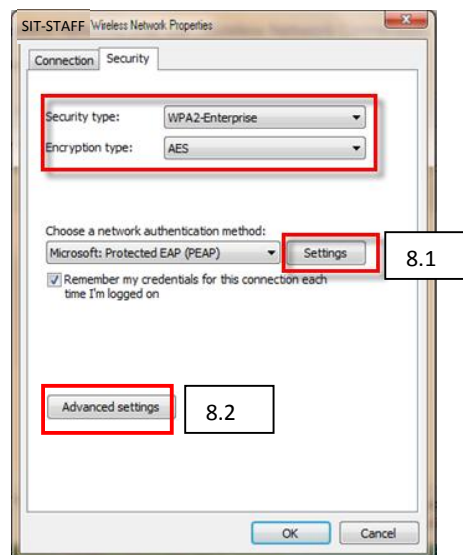 SIT-STAFF Wireless Network Properties
Connection Security
Security type: WPA2-Enterprise
Encryption type: AES
Choose a network authentication method:
Microsoft: Protected EAP (PEAP) Settings 8.1
Remember my credentials for this connection each
time I'm logged on
Advanced settings 8.2
OK Cancel